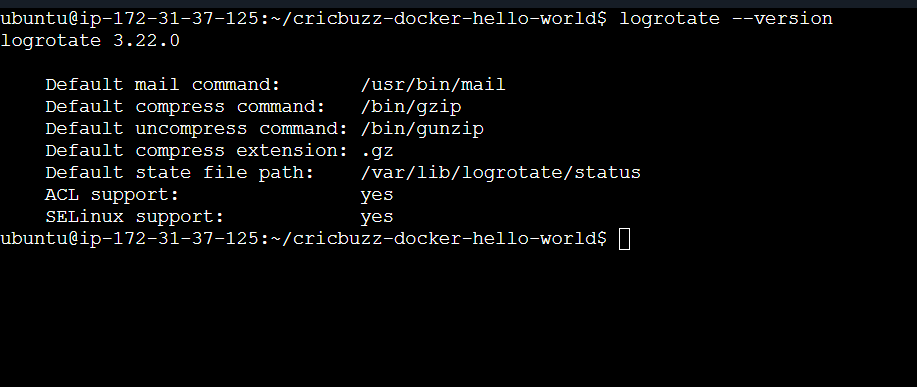 ubuntu@ip-172-31-37-125:~/cricbuzz-docker-hello-world$ logrotate --version
logrotate 3.22.0
    Default mail command:       /usr/bin/mail
    Default compress command:   /bin/gzip
    Default uncompress command: /bin/gunzip
    Default compress extension: .gz
    Default state file path:    /var/lib/logrotate/status
    ACL support:                yes
    SELinux support:            yes
ubuntu@ip-172-31-37-125:~/cricbuzz-docker-hello-world$